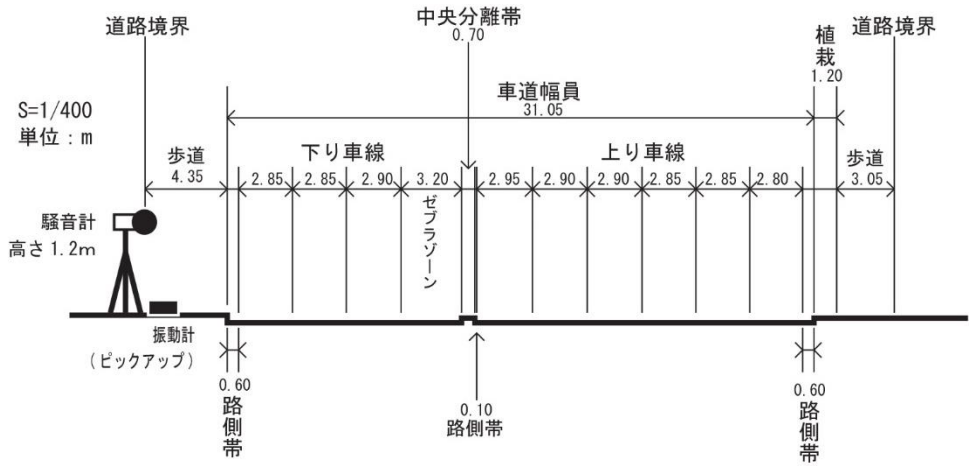 道路境界
中央分離帯
0.70
植栽
1.20
道路境界
S=1/400
単位：m
車道幅員
31.05
歩道
4.35
下り車線
上り車線
歩道
3.05
2.85
2.85
2.90
3.20
2.95
2.90
2.90
2.85
2.85
2.80
ゼブラゾーン
騒音計
高さ1.2m
振動計
(ピックアップ)
0.60
路側帯
0.10
路側帯
0.60
路側帯